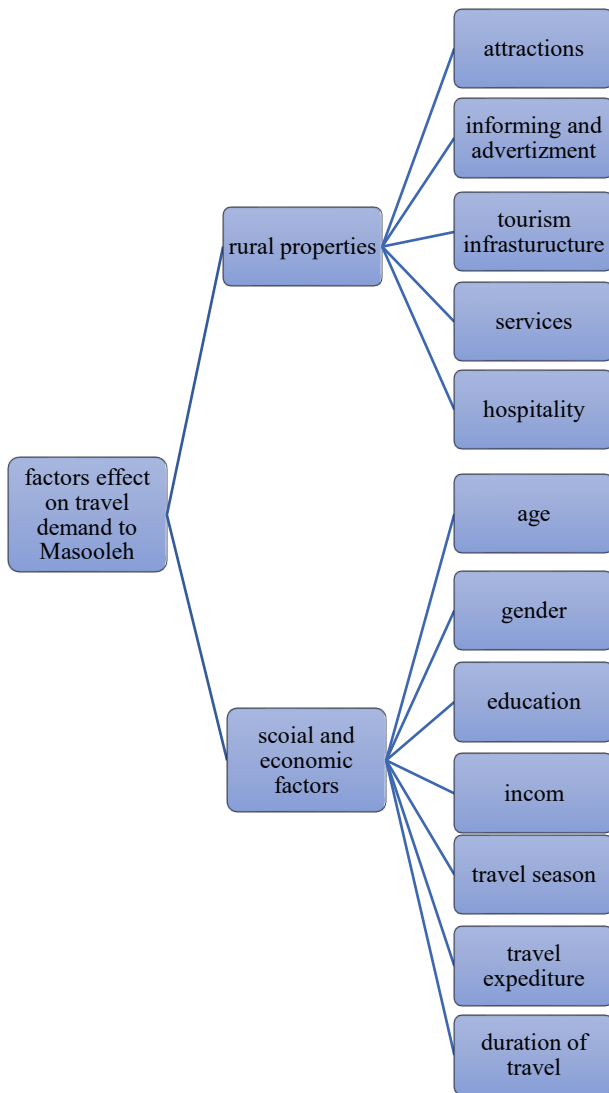 factors effect
on travel
demand to
Masooleh
rural properties
attractions
informing and
advertizment
tourism
infrasturucture
services
hospitality
scoial and
economic
factors
age
gender
education
incom
travel season
travel
expediture
duration of
travel